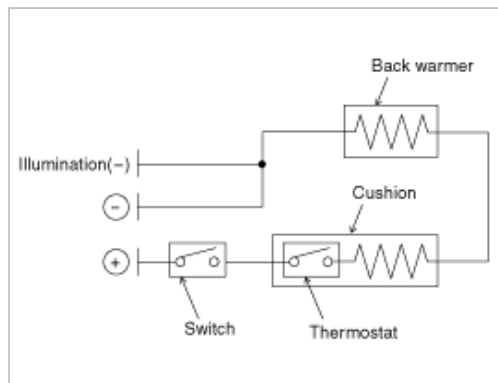 Back warmer
Illumination(−)
−
Cushion
+
Switch
Thermostat